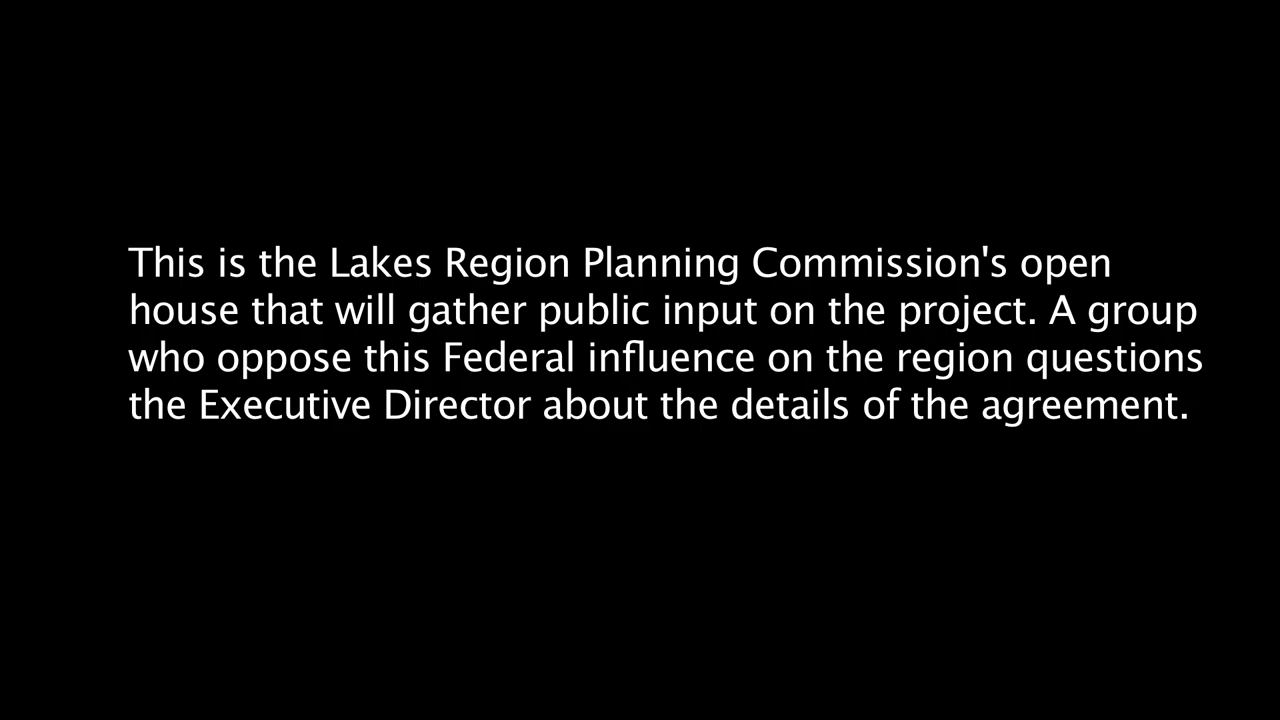 This is the Lakes Region Planning Commission's open
house that will gather public input on the project. A group
who oppose this Federal influence on the region questions
the Executive Director about the details of the agreement.